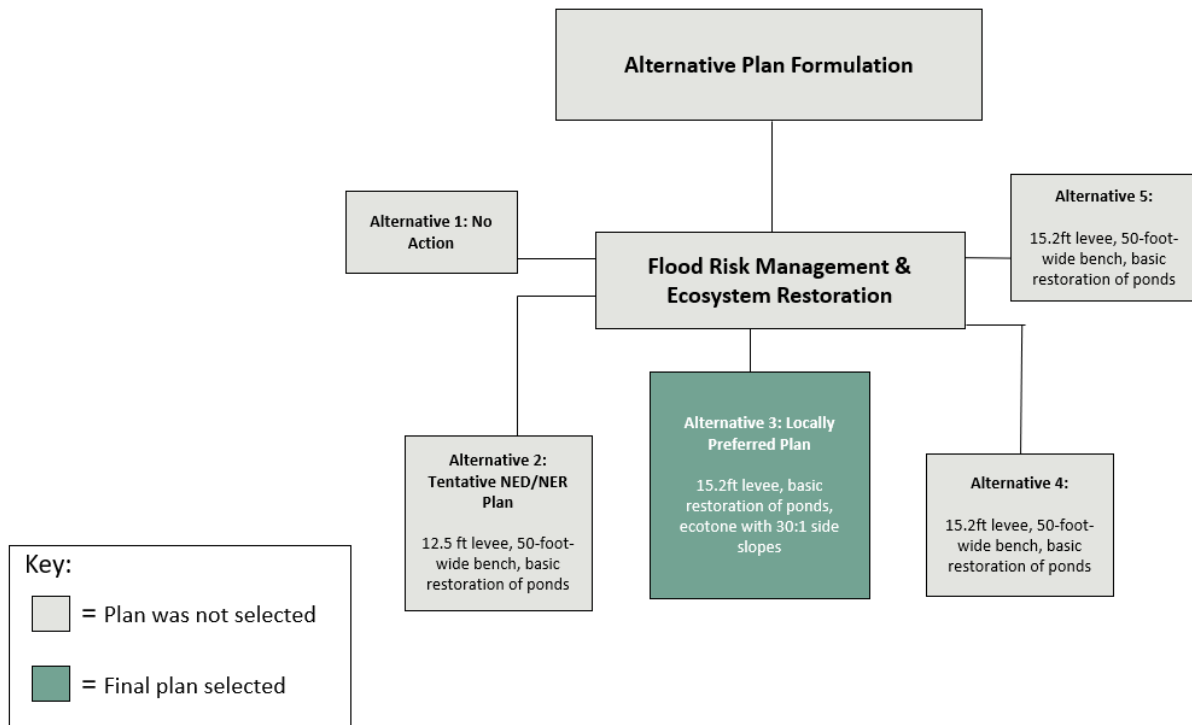 Alternative Plan Formulation
Alternative 1: No
Action
Flood Risk Management &
Ecosystem Restoration
Alternative 5:
15.2ft levee, 50-foot-
wide bench, basic
restoration of ponds
Alternative 2:
Tentative NED/NER
Plan
12.5 ft levee, 50-foot-
wide bench, basic
restoration of ponds
Alternative 3: Locally
Preferred Plan
15.2ft levee, basic
restoration of ponds,
ecotone with 30:1 side
slopes
Alternative 4:
15.2ft levee, 50-foot-
wide bench, basic
restoration of ponds
Key:
= Plan was not selected
= Final plan selected